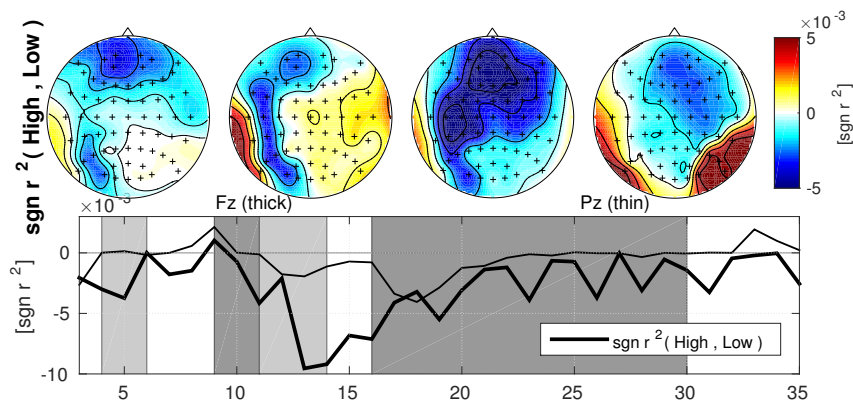 sgn r 2 ( High , Low )
5 × 10 -3
0
-5
[sgn r 2 ]
Fz (thick)
Pz (thin)
× 10 -3
0
-5
-10
[sgn r 2 ]
sgn r 2 ( High , Low )
5 10 15 20 25 30 35